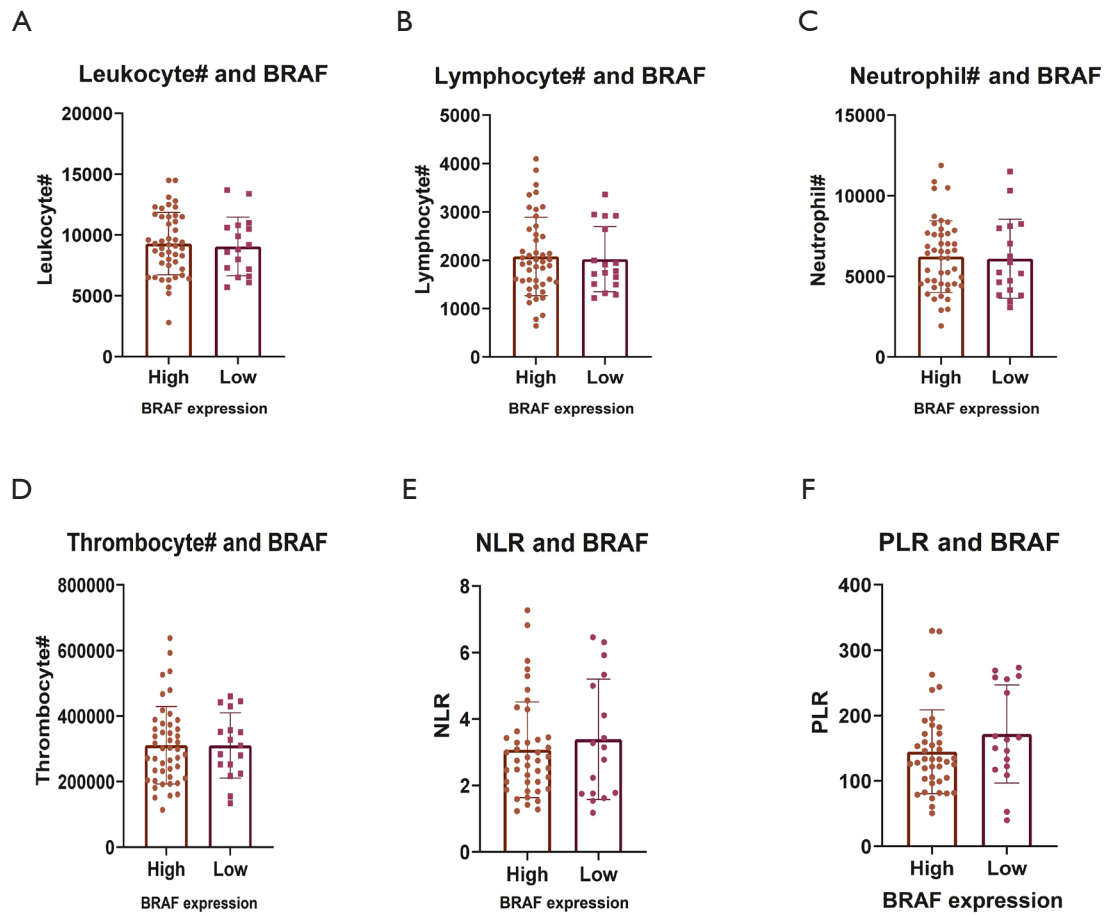 A
B
C
Leukocyte# and BRAF
Lymphocyte# and BRAF
Neutrophil# and BRAF
20000
15000
10000
5000
0
Leukocyte#
High
Low
BRAF expression
5000
4000
3000
2000
1000
0
Lymphocyte#
High
Low
BRAF expression
15000
10000
5000
0
Neutrophil#
High
Low
BRAF expression
D
E
F
Thrombocyte# and BRAF
NLR and BRAF
PLR and BRAF
800000
600000
400000
200000
0
Thrombocyte#
High
Low
BRAF expression
8
6
4
2
0
NLR
High
Low
BRAF expression
400
300
200
100
0
PLR
High
Low
BRAF expression